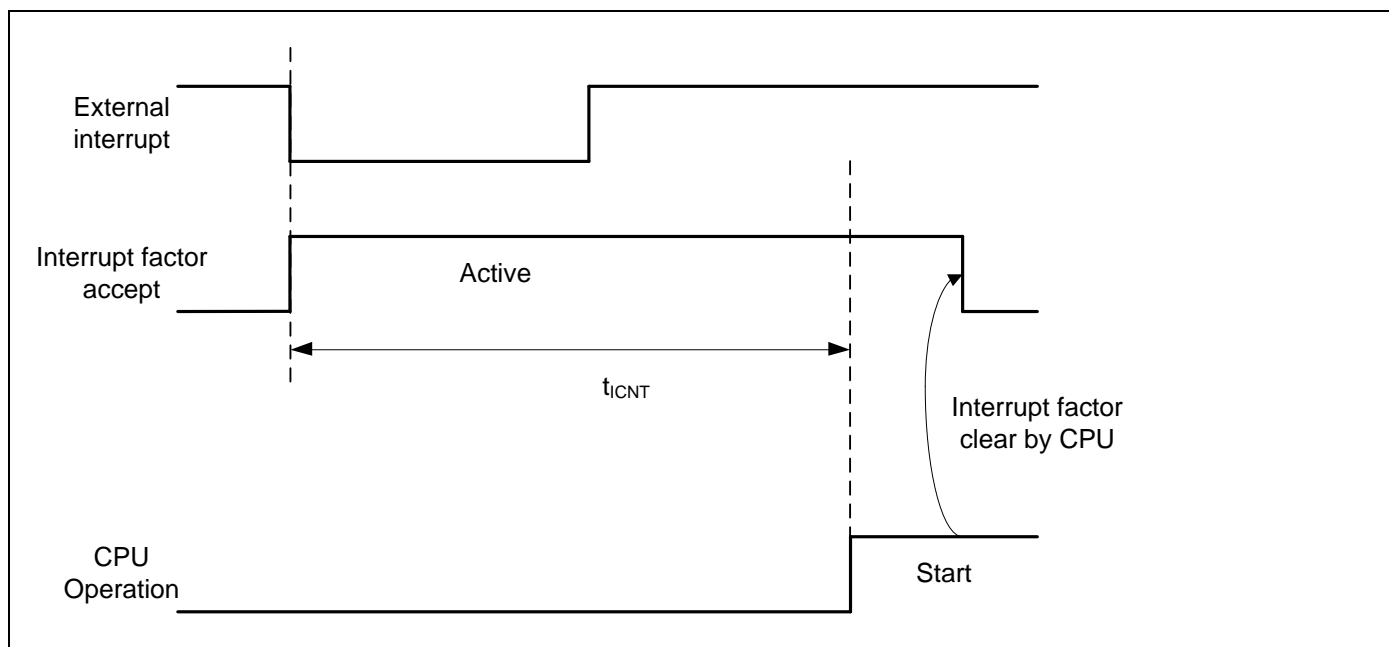 External
interrupt
Interrupt factor
accept
Active
tICNT
Interrupt factor
clear by CPU
CPU
Operation
Start